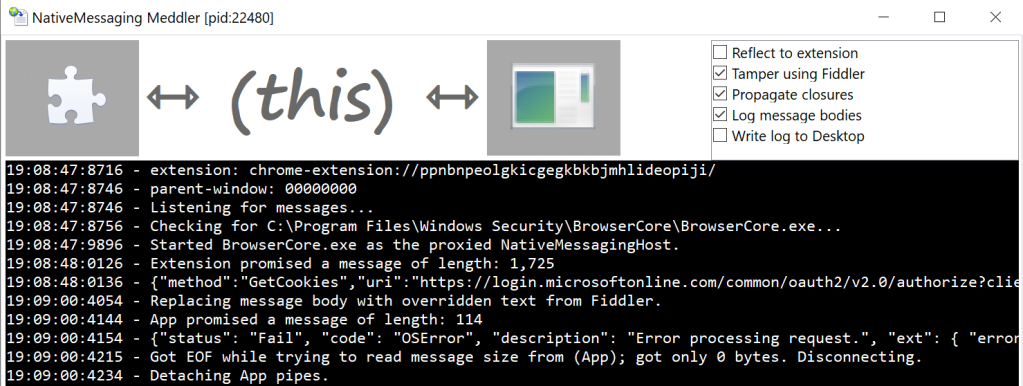 NativeMessaging Meddler [pid:22480]
(this)
Reflect to extension
Tamper using Fiddler
Propagate closures
Log message bodies
Write log to Desktop
19:08:47:8716 - extension: chrome-extension://ppnbnpeolgkicgegkbkbjmhlideopiji/
19:08:47:8746 - parent-window: 00000000
19:08:47:8746 - Listening for messages...
19:08:47:8756 - Checking for C:\Program Files\Windows Security\BrowserCore\BrowserCore.exe...
19:08:47:9896 - Started BrowserCore.exe as the proxied NativeMessagingHost.
19:08:48:0126 - Extension promised a message of length: 1,725
19:08:48:0136 - {"method":"GetCookies","uri":"https://login.microsoftonline.com/common/oauth2/v2.0/authorize?clie
19:09:00:4054 - Replacing message body with overridden text from Fiddler.
19:09:00:4144 - App promised a message of length: 114
19:09:00:4154 - {"status": "Fail", "code": "OSError", "description": "Error processing request.", "ext": { "error
19:09:00:4215 - Got EOF while trying to read message size from (App); got only 0 bytes. Disconnecting.
19:09:00:4234 - Detaching App pipes.